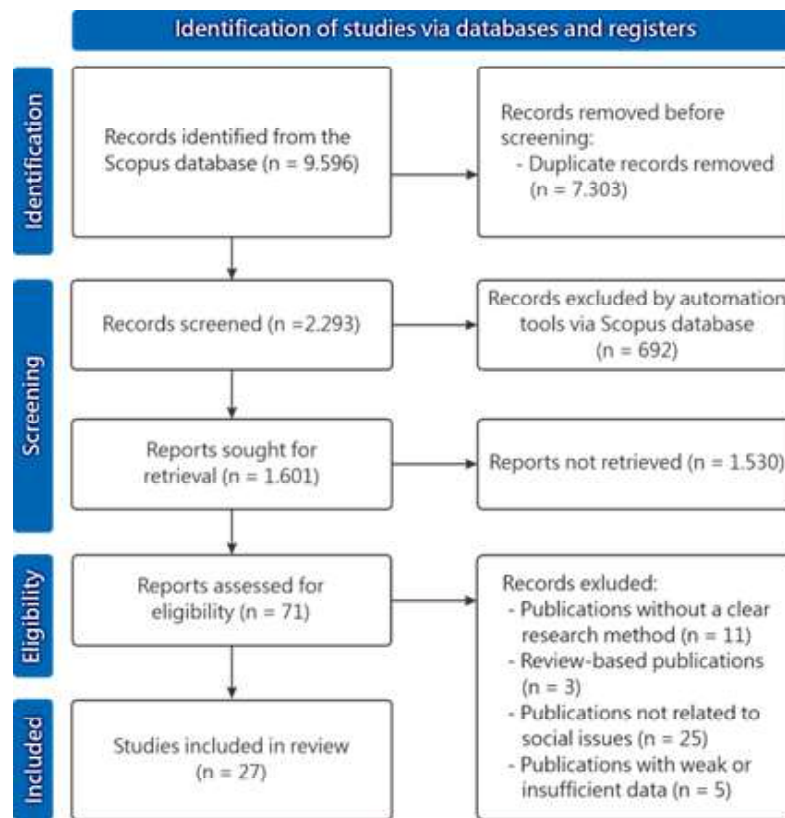 Identification of studies via databases and registers
Identification
Records identified from the
Scopus database (n = 9.596)
Records removed before
screening:
- Duplicate records removed
(n = 7.303)
Screening
Records screened (n =2.293)
Records excluded by automation
tools via Scopus database
(n = 692)
Reports sought for
retrieval (n = 1.601)
Reports not retrieved (n = 1.530)
Eligibility
Reports assessed for
eligibility (n = 71)
Records exluded:
- Publications without a clear
research method (n = 11)
- Review-based publications
(n = 3)
- Publications not related to
social issues (n = 25)
- Publications with weak or
insufficient data (n = 5)
Included
Studies included in review
(n = 27)